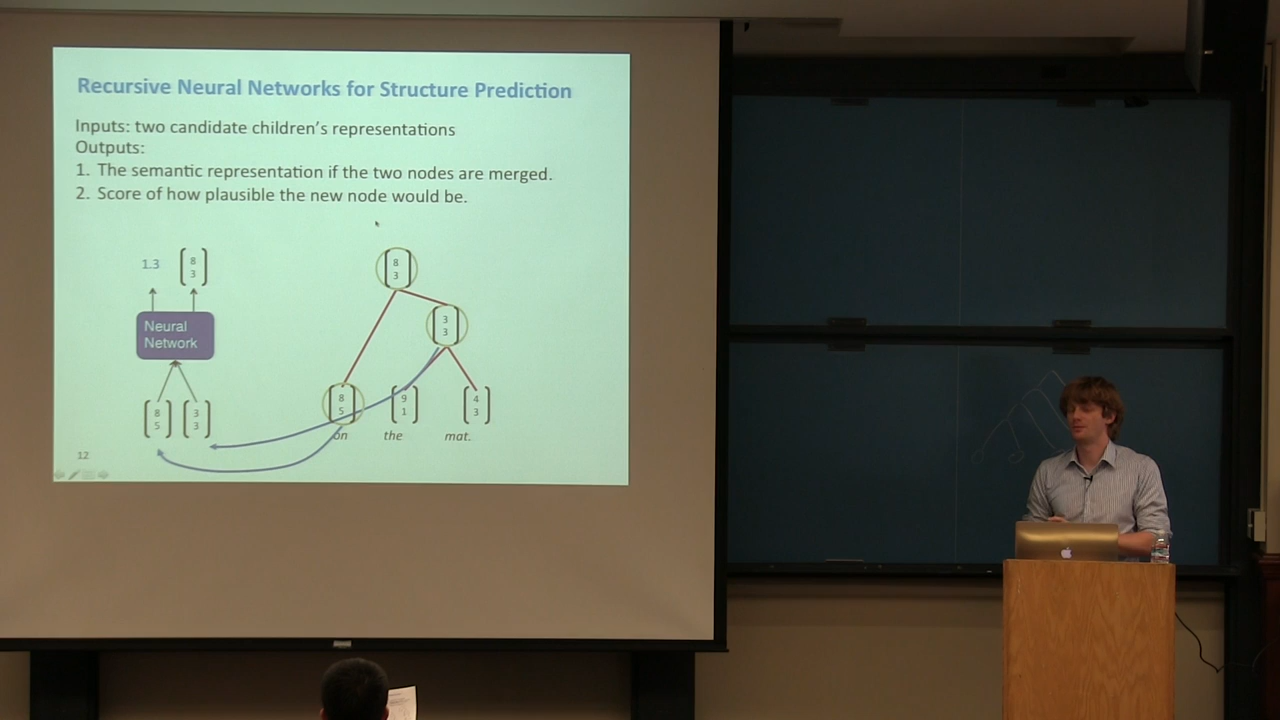 Recursive Neural Networks for Structure Prediction
Inputs: two candidate children's representations
Outputs:
1. The semantic representation if the two nodes are merged.
2. Score of how plausible the new node would be.
1.3
8
3
8
3
Neural
Network
3
3
8
5
3
3
8
5
9
1
4
3
on the mat.
12